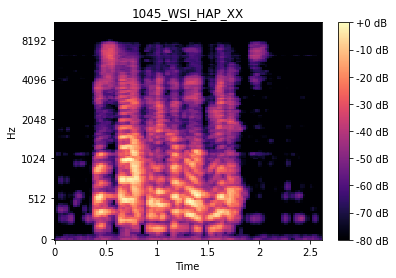 1045_WSI_HAP_XX
Hz
8192
4096
2048
1024
512
0
0
0.5
1
1.5
2
2.5
Time
+0 dB
-10 dB
-20 dB
-30 dB
-40 dB
-50 dB
-60 dB
-70 dB
-80 dB